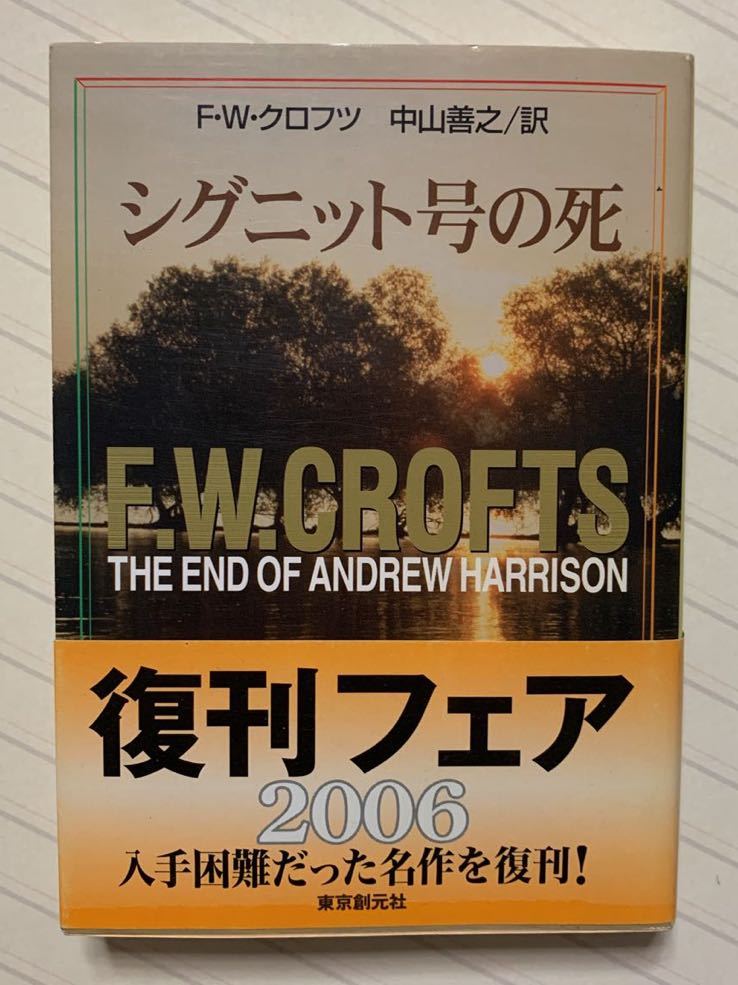 F・W・クロフツ 中山善之/訳
シグニット号の死
F.W.CROFTS
THE END OF ANDREW HARRISON
復刊フェア
2006
入手困難だった名作を復刊!
東京創元社